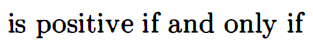 is positive if and only if